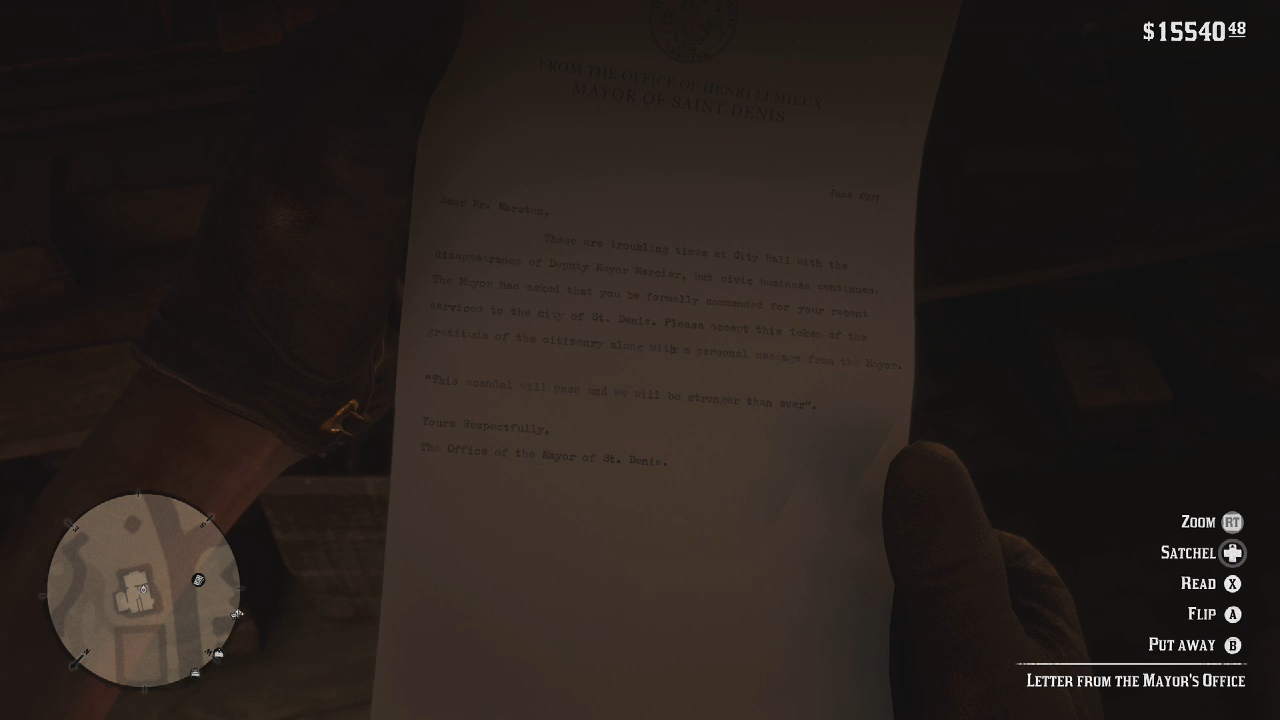 $15540 48
FROM THE OFFICE OF HENRI LEMIEUX
MAYOR OF SAINT DENIS
June
Dear Mr. Marston,
These are troubling times at City Hall with the
disappearance of Deputy Mayor Mercier, but civic business continues.
The Mayor has asked that you be formally commended for your recent
services to the city of St. Denis. Please accept this token of the
gratitude of the citizenry along with a personal message from the Mayor.
"This scandal will pass and we will be stronger than ever".
Yours Respectfully,
The Office of the Mayor of St. Denis.
ZOOM RT
SATCHEL
READ X
FLIP A
PUT AWAY B
LETTER FROM THE MAYOR'S OFFICE